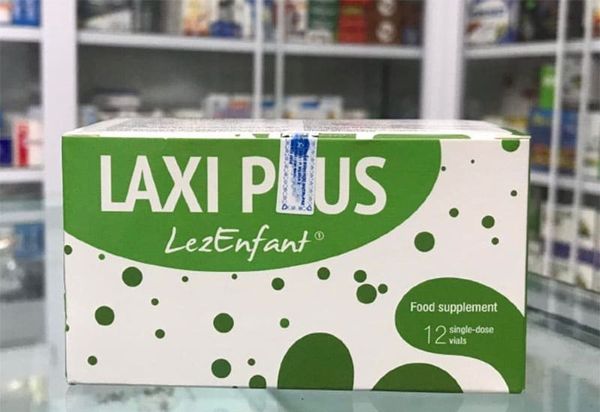 LAXI PLUS
LezEnfant
Food supplement
12 single-dose
vials